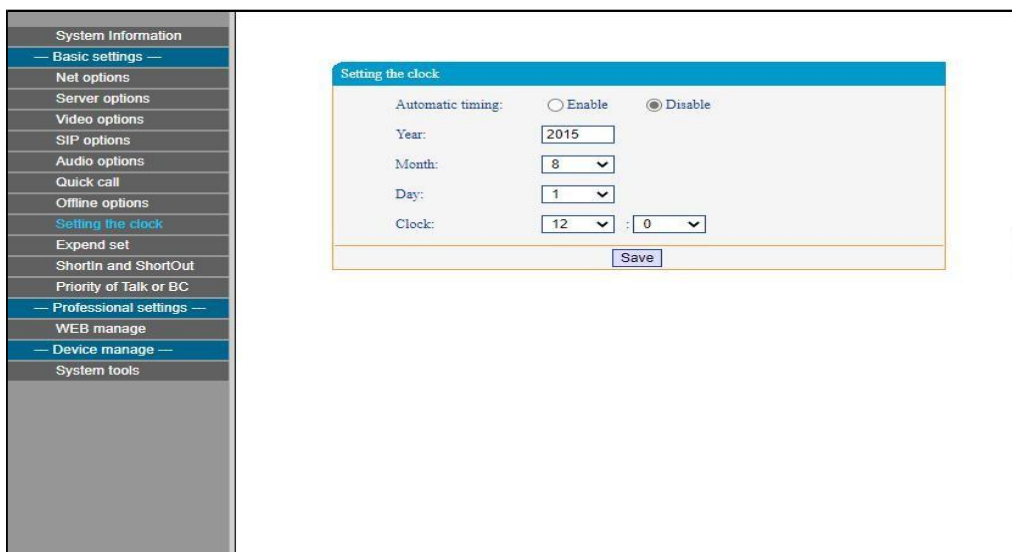 System Information
— Basic settings —
Net options
Server options
Video options
SIP options
Audio options
Quick call
Offline options
Setting the clock
Expend set
ShortIn and ShortOut
Priority of Talk or BC
— Professional settings —
WEB manage
— Device manage —
System tools
Setting the clock
Automatic timing: Enable Disable
Year: 2015
Month: 8
Day: 1
Clock: 12 : 0
Save